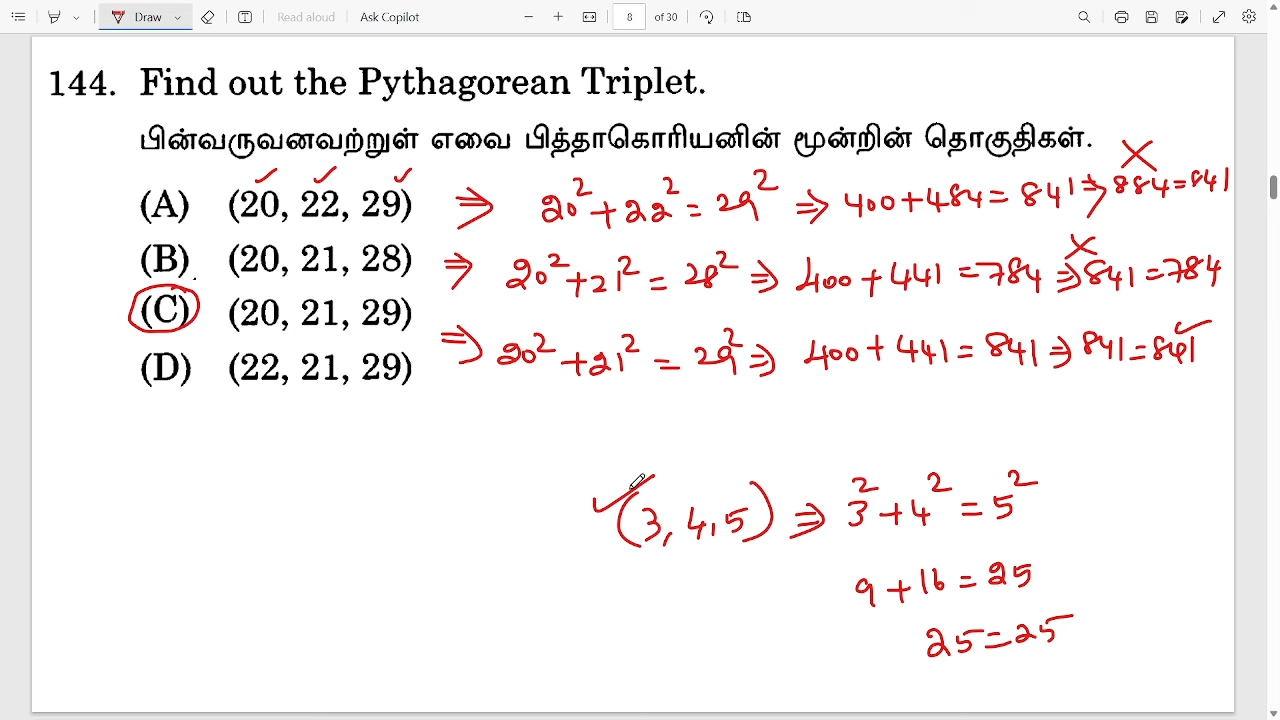 Draw Read aloud Ask Copilot 8 of 30
144. Find out the Pythagorean Triplet.
பின்வருவனவற்றுள் எவை பித்தாகொரியனின் மூன்றின் தொகுதிகள்.
(A) (20, 22, 29) ⇒ 20² + 22² = 29² ⇒ 400 + 484 = 841 ⇒ 884 = 841
(B) (20, 21, 28) ⇒ 20² + 21² = 28² ⇒ 400 + 441 = 784 ⇒ 841 = 784
(C) (20, 21, 29) ⇒ 20² + 21² = 29² ⇒ 400 + 441 = 841 ⇒ 841 = 841
(D) (22, 21, 29)
(3, 4, 5) ⇒ 3² + 4² = 5²
9 + 16 = 25
25 = 25